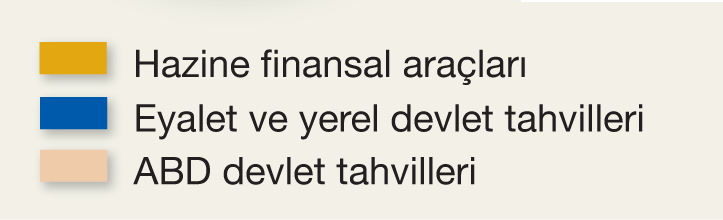 Hazine finansal araçları
Eyalet ve yerel devlet tahvilleri
ABD devlet tahvilleri